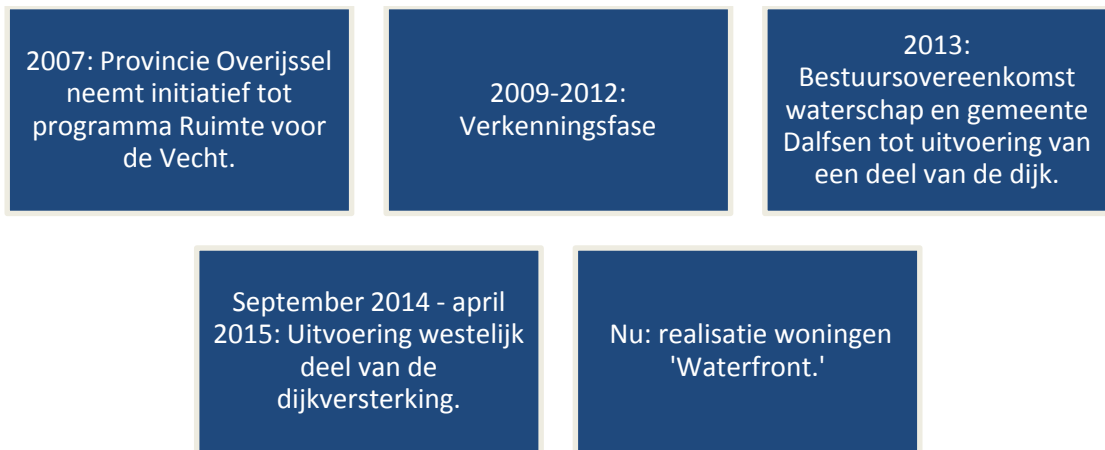 2007: Provincie Overijssel
neemt initiatief tot
programma Ruimte voor
de Vecht.
2009-2012:
Verkenningsfase
2013:
Bestuursovereenkomst
waterschap en gemeente
Dalfsen tot uitvoering van
een deel van de dijk.
September 2014 - april
2015: Uitvoering westelijk
deel van de
dijkversterking.
Nu: realisatie woningen
'Waterfront.'